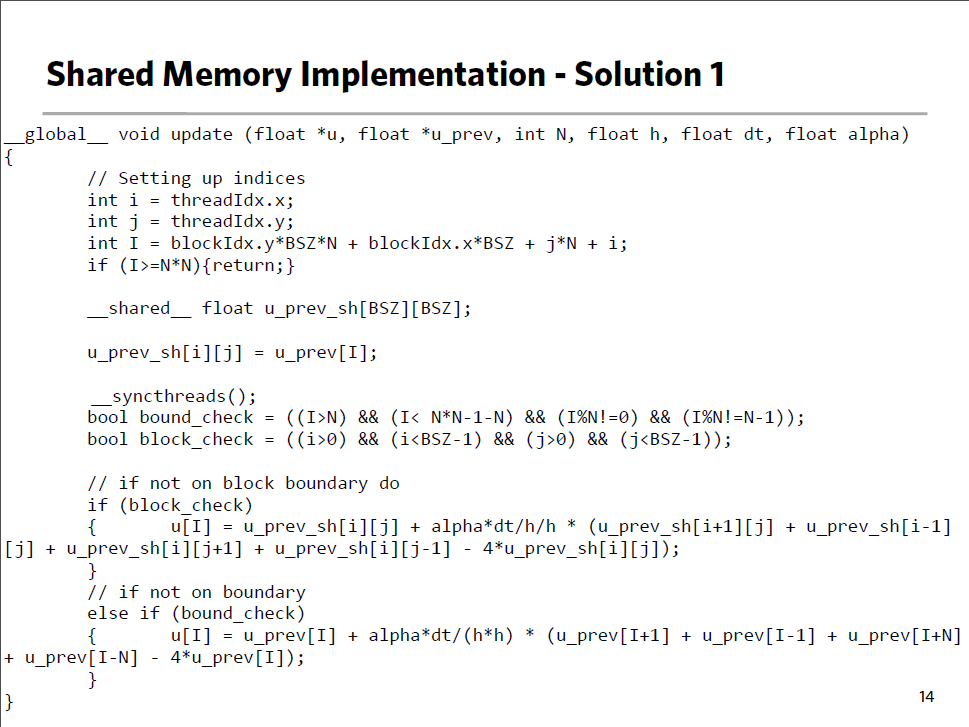 Shared Memory Implementation - Solution 1
__global__ void update (float *u, float *u_prev, int N, float h, float dt, float alpha)
{
// Setting up indices
int i = threadIdx.x;
int j = threadIdx.y;
int I = blockIdx.y*BSZ*N + blockIdx.x*BSZ + j*N + i;
if (I>=N*N){return;}
__shared__ float u_prev_sh[BSZ][BSZ];
u_prev_sh[i][j] = u_prev[I];
__syncthreads();
bool bound_check = ((I>N) && (I< N*N-1-N) && (I%N!=0) && (I%N!=N-1));
bool block_check = ((i>0) && (i<BSZ-1) && (j>0) && (j<BSZ-1));
// if not on block boundary do
if (block_check)
{ u[I] = u_prev_sh[i][j] + alpha*dt/h/h * (u_prev_sh[i+1][j] + u_prev_sh[i-1]
[j] + u_prev_sh[i][j+1] + u_prev_sh[i][j-1] - 4*u_prev_sh[i][j]);
}
// if not on boundary
else if (bound_check)
{ u[I] = u_prev[I] + alpha*dt/(h*h) * (u_prev[I+1] + u_prev[I-1] + u_prev[I+N]
+ u_prev[I-N] - 4*u_prev[I]);
}
}
14